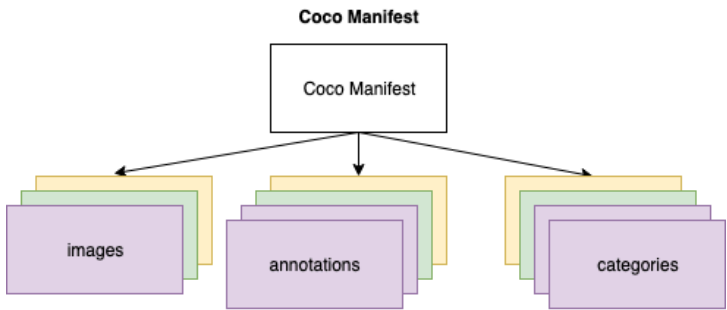 Coco Manifest
Coco Manifest
images
annotations
categories